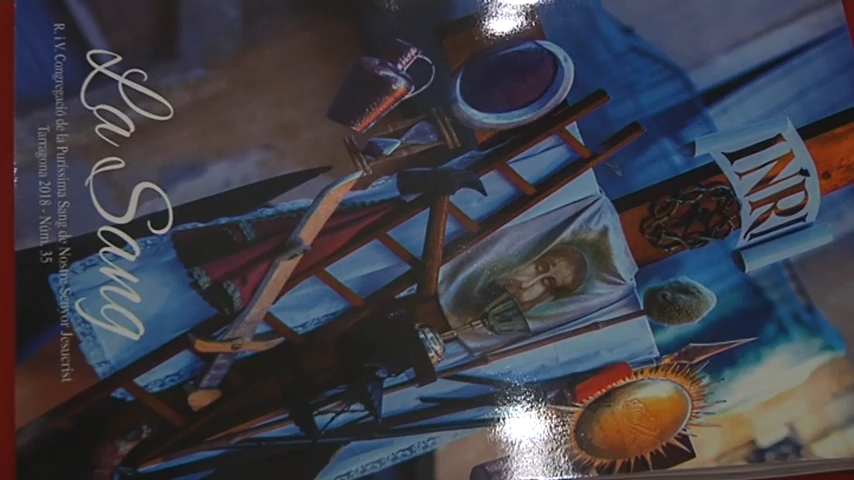 INRI
La Sang
R. i V. Congregació de la Puríssima Sang de Nostre Senyor Jesucrist
Tarragona 2018 - Núm. 35